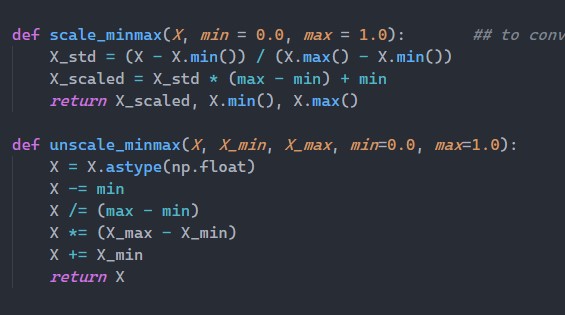 def scale_minmax(X, min = 0.0, max = 1.0):       ## to conv
    X_std = (X - X.min()) / (X.max() - X.min())
    X_scaled = X_std * (max - min) + min
    return X_scaled, X.min(), X.max()

def unscale_minmax(X, X_min, X_max, min=0.0, max=1.0):
    X = X.astype(np.float)
    X -= min
    X /= (max - min)
    X *= (X_max - X_min)
    X += X_min
    return X